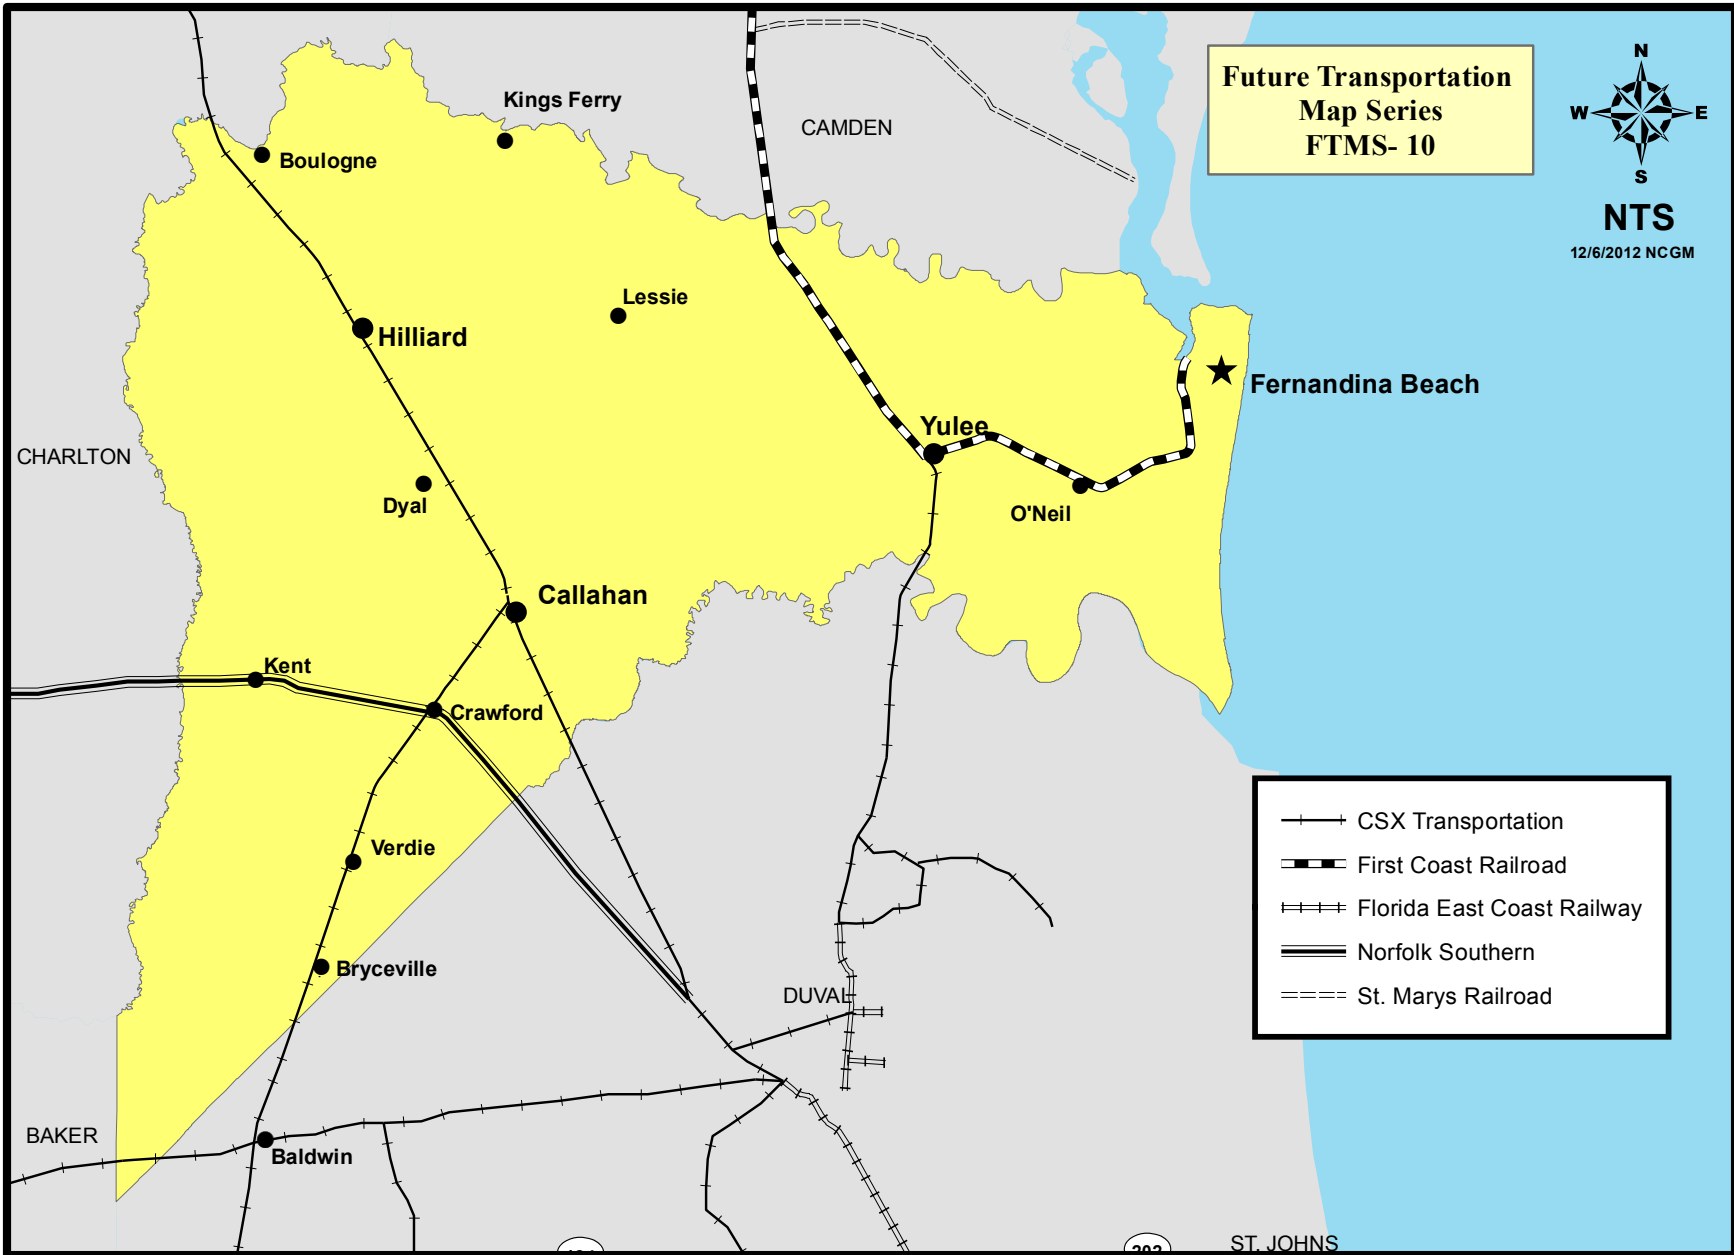 Future Transportation
Map Series
FTMS- 10
N
W
E
S
NTS
12/6/2012 NCGM
Kings Ferry
CAMDEN
Boulogne
Lessie
Hilliard
Fernandina Beach
Yulee
CHARLTON
Dyal
O'Neil
Callahan
Kent
Crawford
CSX Transportation
Verdie
First Coast Railroad
Florida East Coast Railway
Norfolk Southern
Bryceville
DUVAL
St. Marys Railroad
BAKER
Baldwin
ST. JOHNS